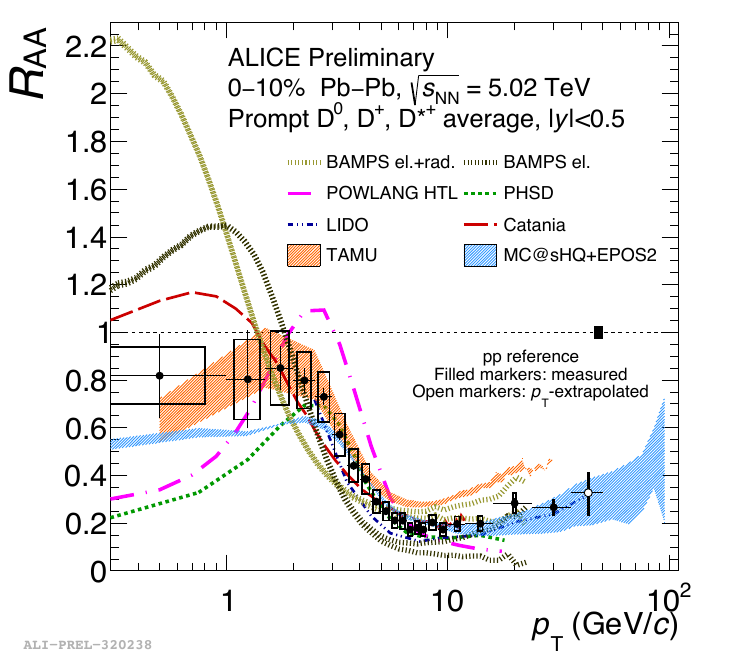 R_AA
ALICE Preliminary
0−10% Pb−Pb, √s_NN = 5.02 TeV
Prompt D^0, D^+, D*^+ average, |y|<0.5
BAMPS el.+rad. BAMPS el.
POWLANG HTL PHSD
LIDO Catania
TAMU MC@sHQ+EPOS2
pp reference
Filled markers: measured
Open markers: p_T-extrapolated
2.2
2
1.8
1.6
1.4
1.2
1
0.8
0.6
0.4
0.2
0
1 10 10^2
p_T (GeV/c)
ALI−PREL−320238